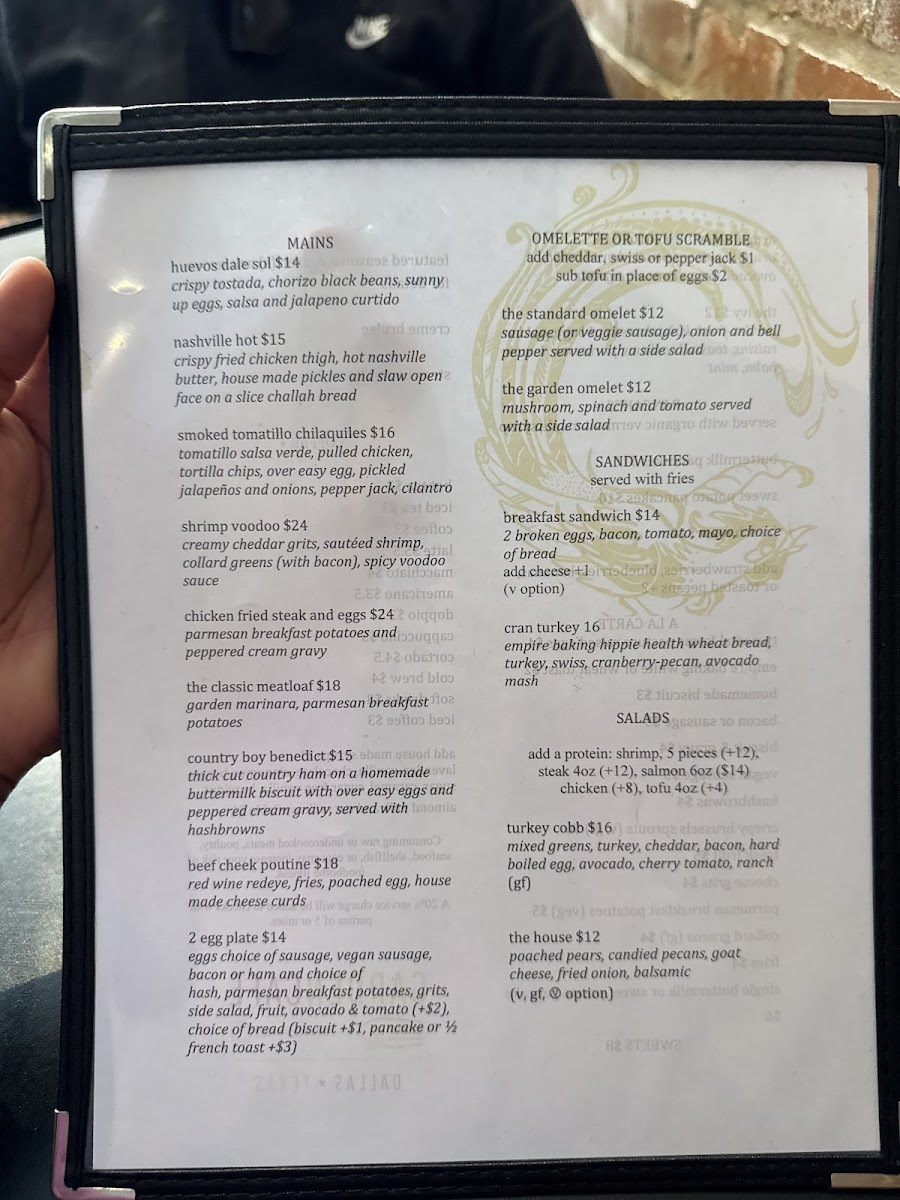 MAINS
huevos dale sol $14
crispy tostada, chorizo black beans, sunny
up eggs, salsa and jalapeno curtido
nashville hot $15
crispy fried chicken thigh, hot nashville
butter, house made pickles and slaw open
face on a slice challah bread
smoked tomatillo chilaquiles $16
tomatillo salsa verde, pulled chicken,
tortilla chips, over easy egg, pickled
jalapeños and onions, pepper jack, cilantro
shrimp voodoo $24
creamy cheddar grits, sautéed shrimp,
collard greens (with bacon), spicy voodoo
sauce
chicken fried steak and eggs $24
parmesan breakfast potatoes and
peppered cream gravy
the classic meatloaf $18
garden marinara, parmesan breakfast
potatoes
country boy benedict $15
thick cut country ham on a homemade
buttermilk biscuit with over easy eggs and
peppered cream gravy, served with
hashbrowns
beef cheek poutine $18
red wine redeye, fries, poached egg, house
made cheese curds
2 egg plate $14
eggs choice of sausage, vegan sausage,
bacon or ham and choice of
hash, parmesan breakfast potatoes, grits,
side salad, fruit, avocado & tomato (+$2),
choice of bread (biscuit +$1, pancake or ½
french toast +$3)
OMELETTE OR TOFU SCRAMBLE
add cheddar, swiss or pepper jack $1
sub tofu in place of eggs $2
the standard omelet $12
sausage (or veggie sausage), onion and bell
pepper served with a side salad
the garden omelet $12
mushroom, spinach and tomato served
with a side salad
SANDWICHES
served with fries
breakfast sandwich $14
2 broken eggs, bacon, tomato, mayo, choice
of bread
add cheese +1
(v option)
cran turkey 16
empire baking hippie health wheat bread,
turkey, swiss, cranberry-pecan, avocado
mash
SALADS
add a protein: shrimp, 5 pieces (+12),
steak 4oz (+12), salmon 6oz ($14)
chicken (+8), tofu 4oz (+4)
turkey cobb $16
mixed greens, turkey, cheddar, bacon, hard
boiled egg, avocado, cherry tomato, ranch
(gf)
the house $12
poached pears, candied pecans, goat
cheese, fried onion, balsamic
(v, gf, Ⓥ option)